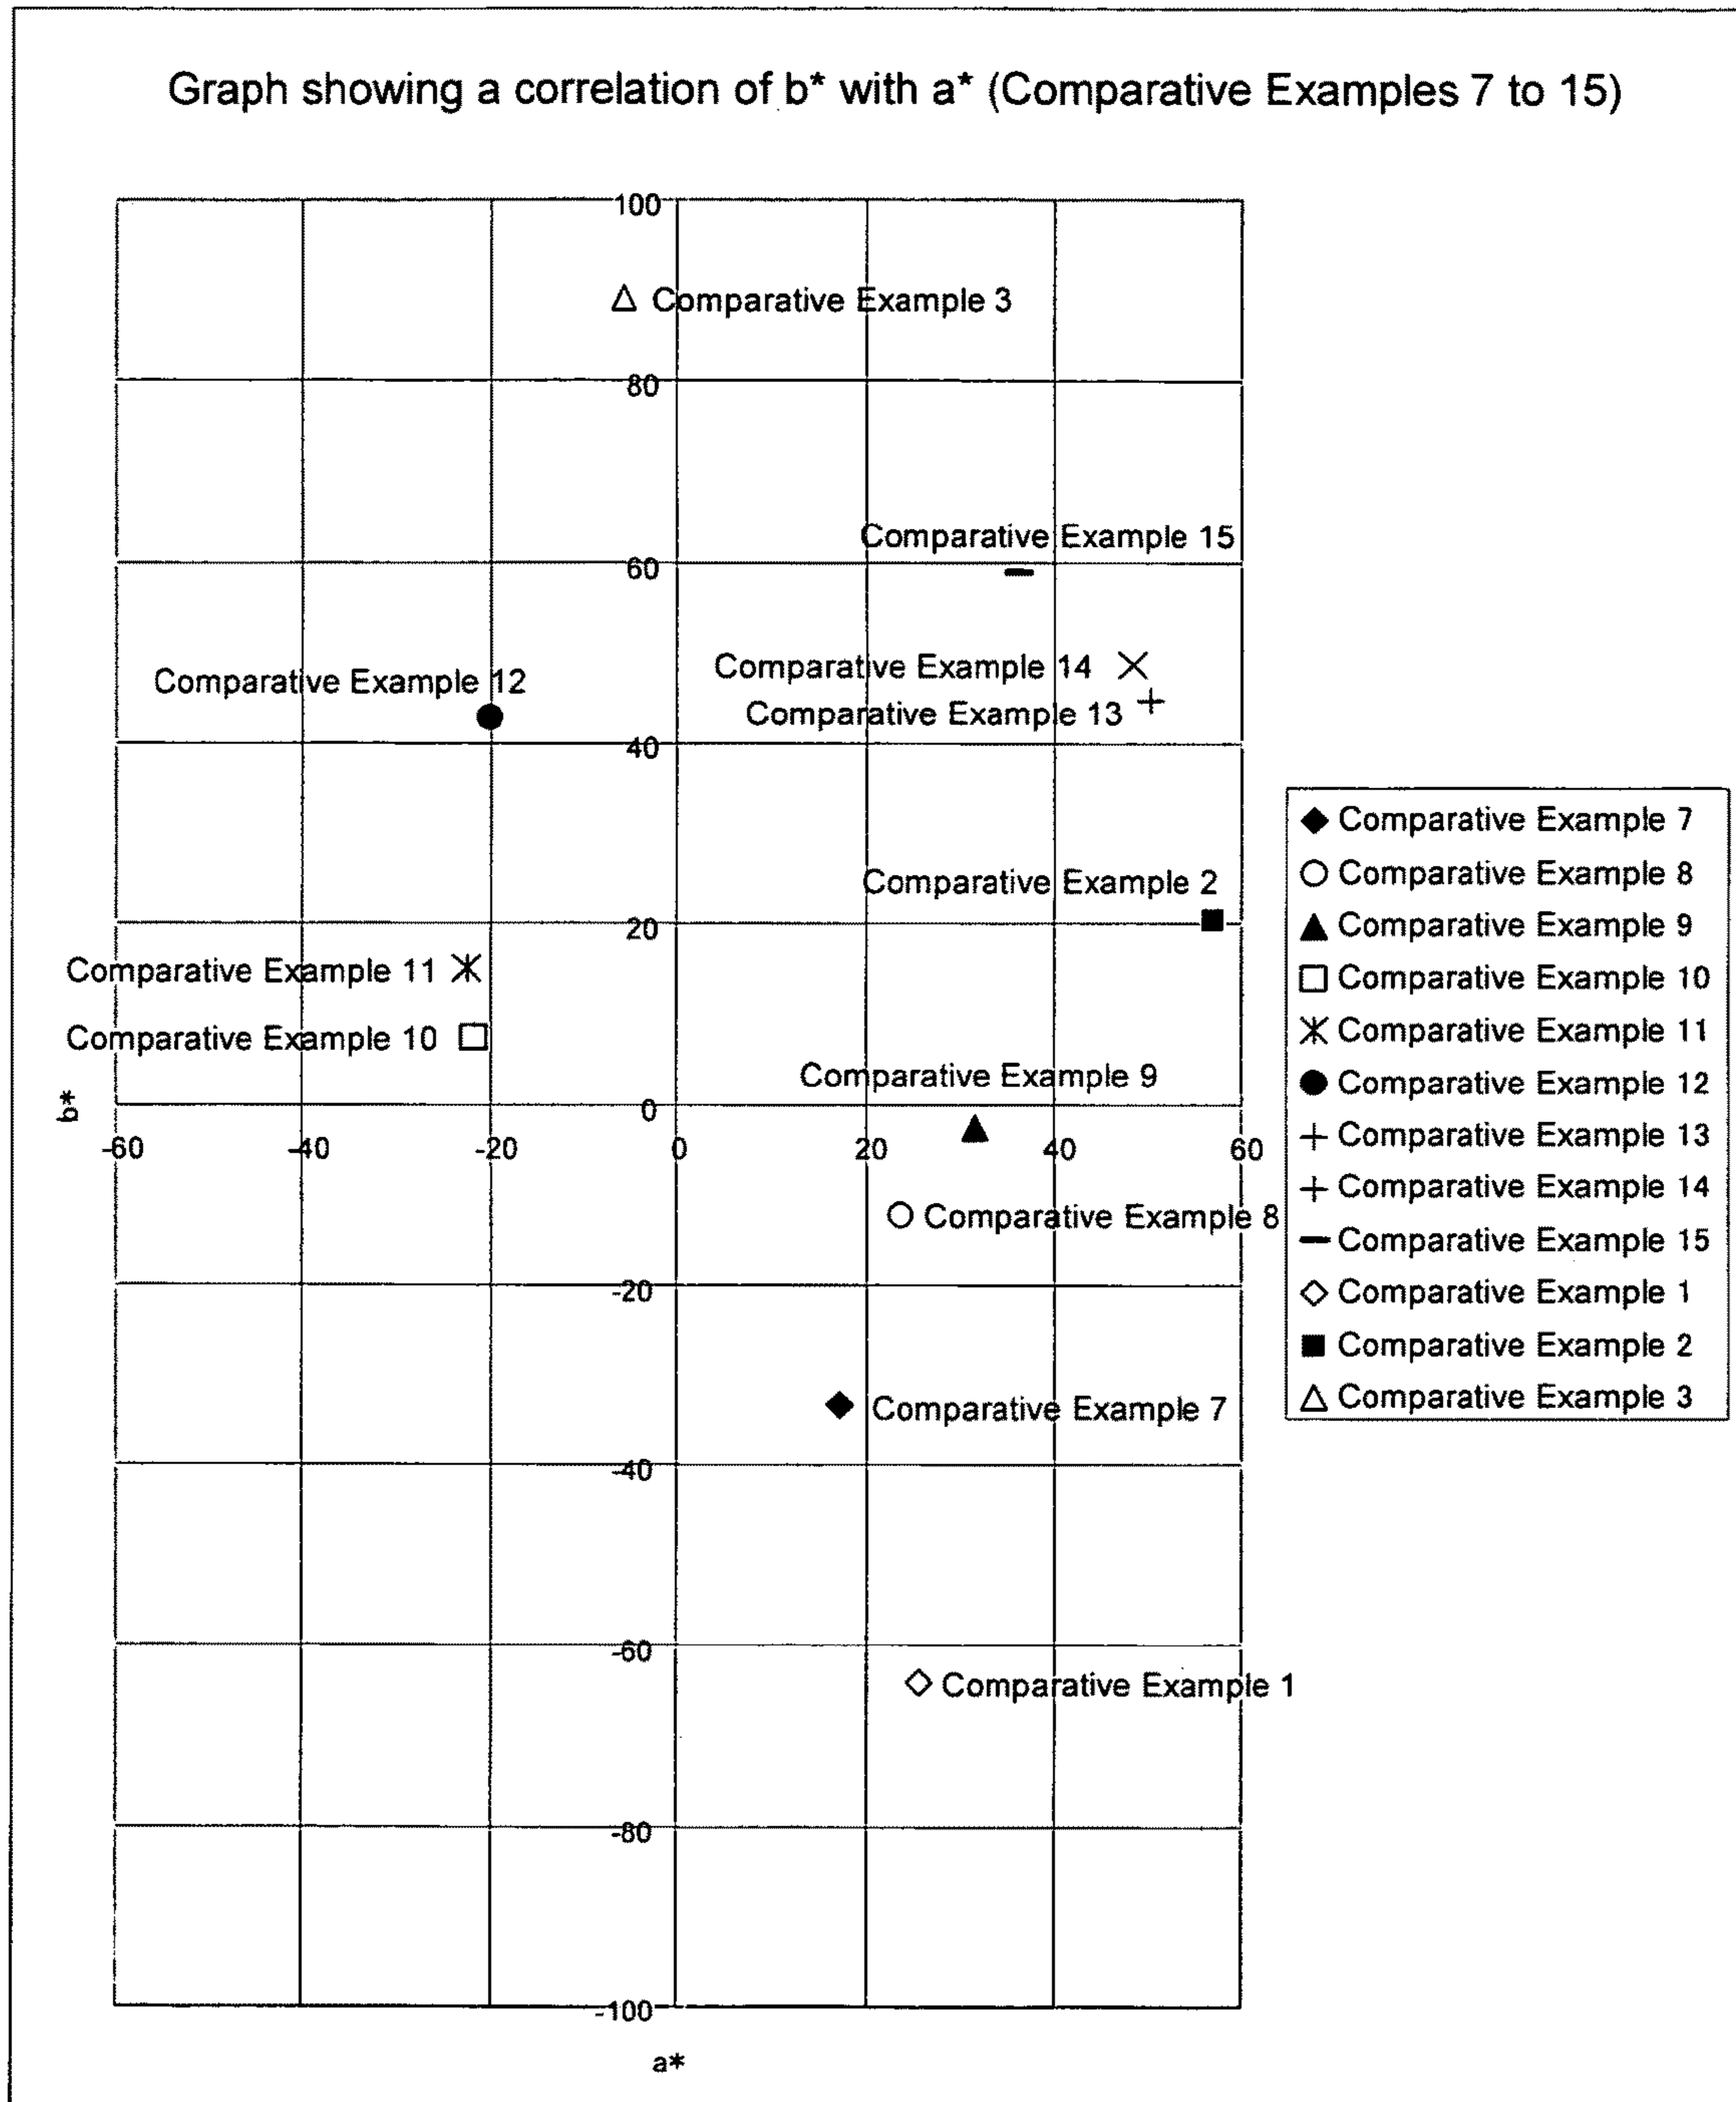 Graph showing a correlation of b* with a* (Comparative Examples 7 to 15)
100
Comparative Example 3
80
Comparative Example 15
60
Comparative Example 14
Comparative Example 12
Comparative Example 13
40
Comparative Example 2
20
Comparative Example 11
Comparative Example 10
Comparative Example 9
b*
0
-60 -40 -20 0 20 40 60
Comparative Example 8
-20
Comparative Example 7
-40
-60
Comparative Example 1
-80
-100
a*
Comparative Example 7
Comparative Example 8
Comparative Example 9
Comparative Example 10
Comparative Example 11
Comparative Example 12
Comparative Example 13
Comparative Example 14
Comparative Example 15
Comparative Example 1
Comparative Example 2
Comparative Example 3